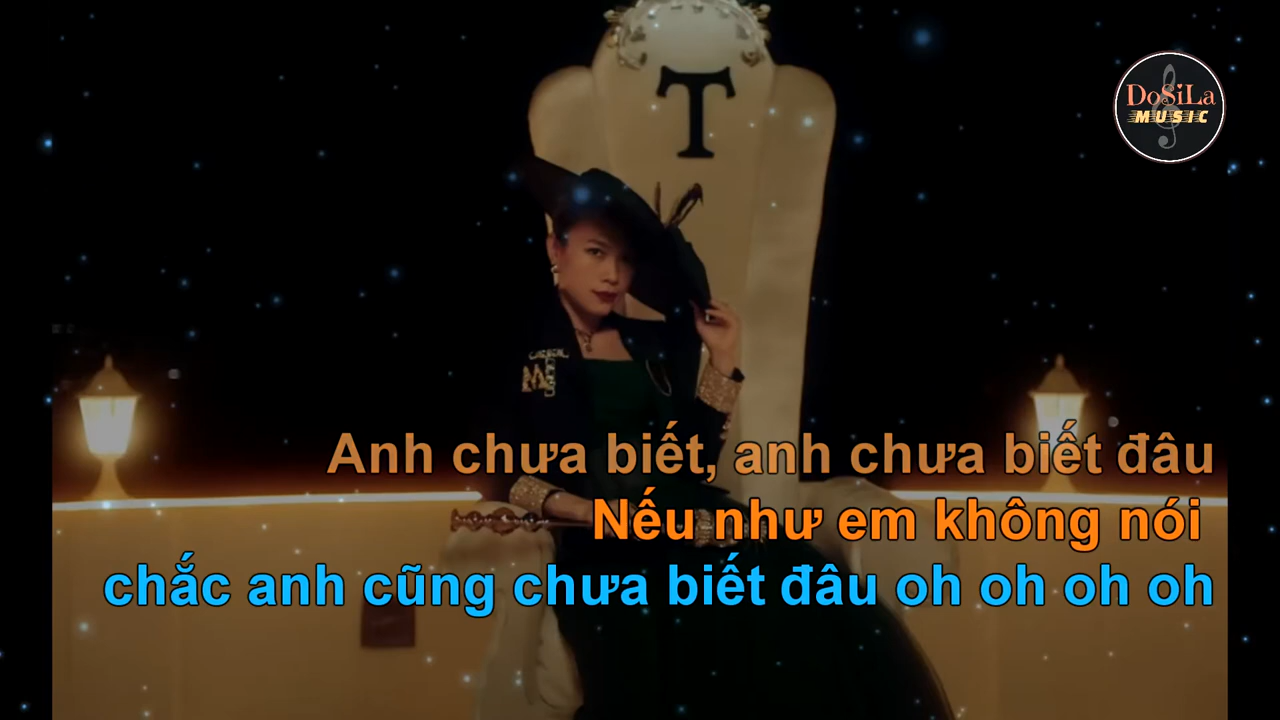 T
DoSiLa
MUSIC
Anh chưa biết, anh chưa biết đâu
Nếu như em không nói
chắc anh cũng chưa biết đâu oh oh oh oh